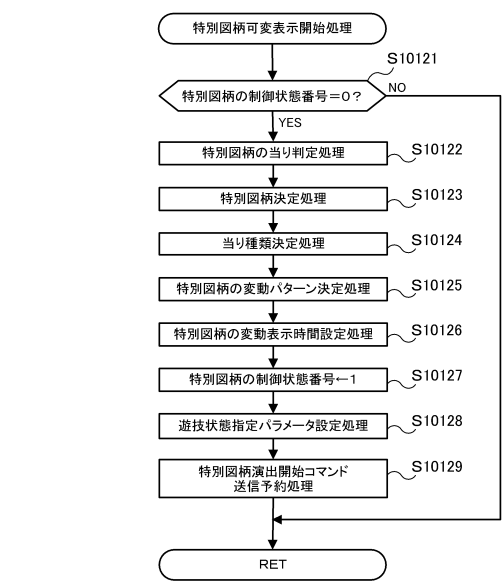 特別図柄可変表示開始処理
S10121
特別図柄の制御状態番号＝０？
NO
YES
特別図柄の当り判定処理
S10122
特別図柄決定処理
S10123
当り種類決定処理
S10124
特別図柄の変動パターン決定処理
S10125
特別図柄の変動表示時間設定処理
S10126
特別図柄の制御状態番号←１
S10127
遊技状態指定パラメータ設定処理
S10128
特別図柄演出開始コマンド
送信予約処理
S10129
RET